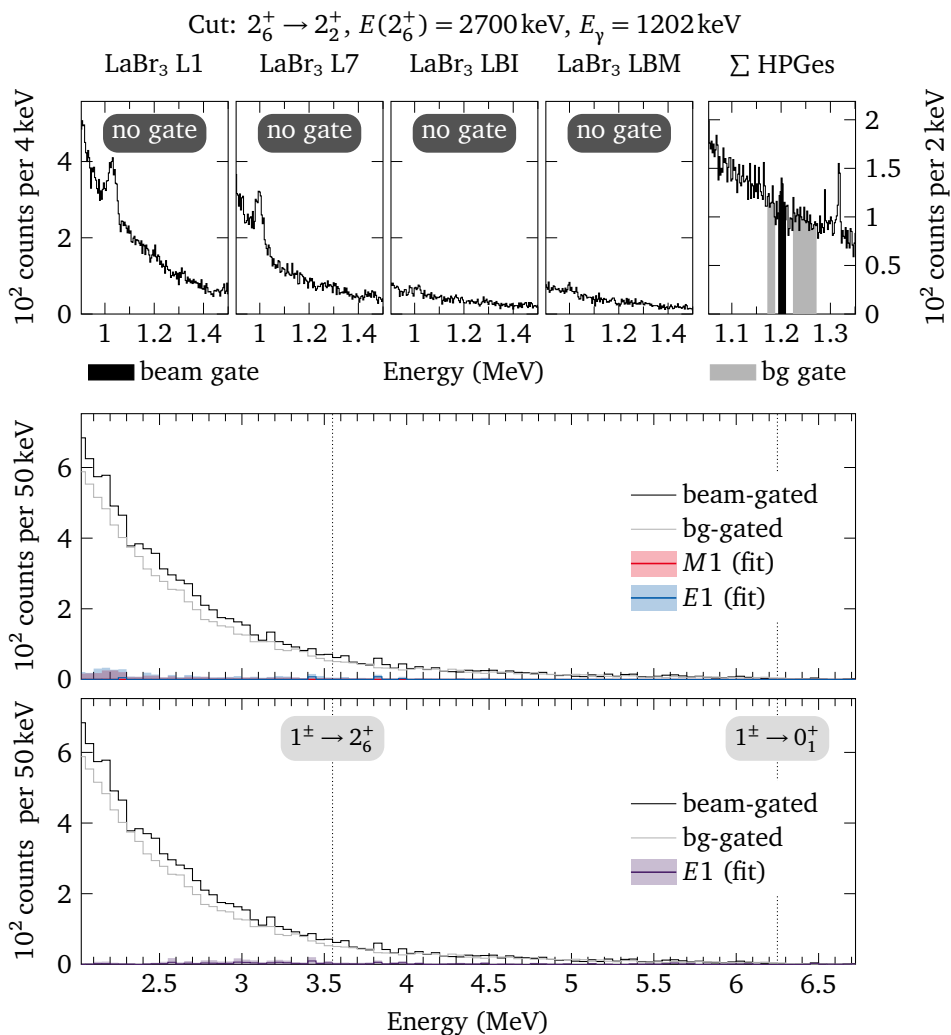 Cut: 2₆⁺ → 2₂⁺, E(2₆⁺) = 2700 keV, Eᵧ = 1202 keV
LaBr₃ L1 LaBr₃ L7 LaBr₃ LBI LaBr₃ LBM ∑ HPGes
no gate no gate no gate no gate
10² counts per 4 keV
4
2
0
2
1.5
1
0.5
0
10² counts per 2 keV
1 1.2 1.4 1 1.2 1.4 1 1.2 1.4 1 1.2 1.4 1.1 1.2 1.3
beam gate Energy (MeV) bg gate
10² counts per 50 keV
6
4
2
0
beam-gated
bg-gated
M1 (fit)
E1 (fit)
10² counts per 50 keV
6
4
2
0
1± → 2₆⁺ 1± → 0₁⁺
beam-gated
bg-gated
E1 (fit)
2.5 3 3.5 4 4.5 5 5.5 6 6.5
Energy (MeV)